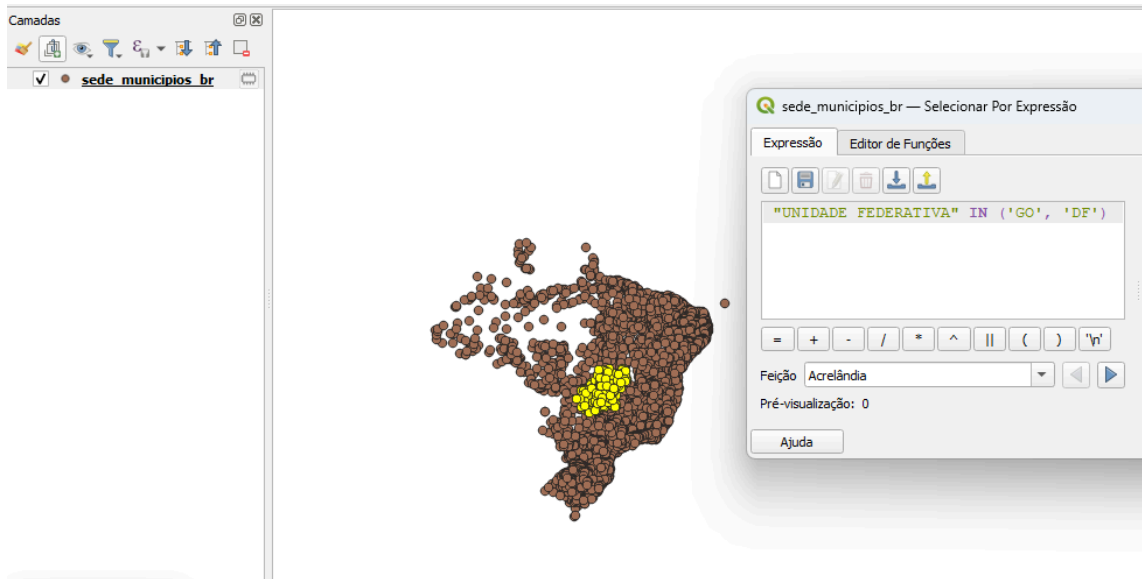 Camadas
sede_municipios_br
sede_municipios_br — Selecionar Por Expressão
Expressão
Editor de Funções
"UNIDADE FEDERATIVA" IN ('GO', 'DF')
= + - / * ^ || ( ) '\n'
Feição Acrelândia
Pré-visualização: 0
Ajuda